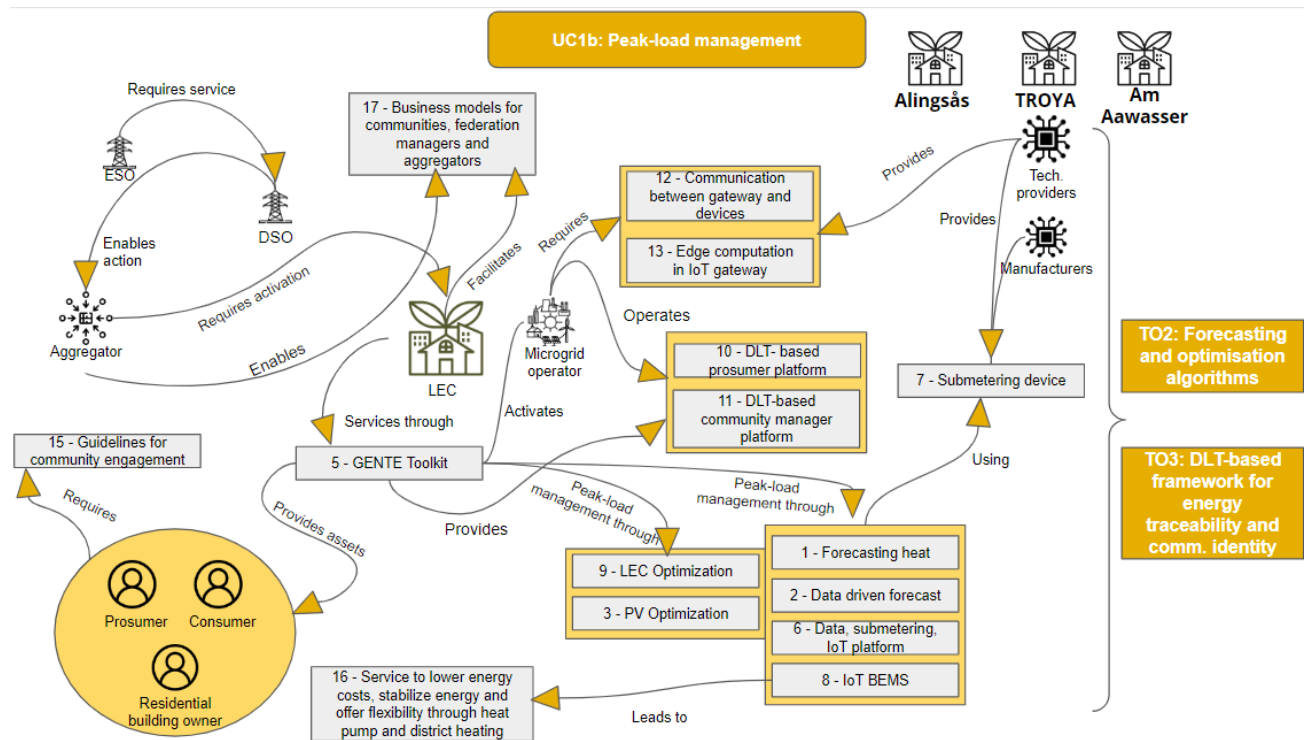 UC1b: Peak-load management
Alingsås
TROYA
Am
Aawasser
Requires service
ESO
DSO
Enables
action
Aggregator
17 - Business models for
communities, federation
managers and
aggregators
Requires activation
Enables
Facilitates
LEC
Requires
Microgrid
operator
Operates
Activates
12 - Communication
between gateway and
devices
13 - Edge computation
in IoT gateway
Provides
Tech.
providers
Provides
Manufacturers
10 - DLT- based
prosumer platform
11 - DLT-based
community manager
platform
7 - Submetering device
TO2: Forecasting
and optimisation
algorithms
TO3: DLT-based
framework for
energy
traceability and
comm. identity
Services through
5 - GENTE Toolkit
15 - Guidelines for
community engagement
Requires
Provides assets
Provides
Peak-load
management through
Peak-load
management through
Using
Prosumer
Consumer
Residential
building owner
9 - LEC Optimization
3 - PV Optimization
1 - Forecasting heat
2 - Data driven forecast
6 - Data, submetering,
IoT platform
8 - IoT BEMS
16 - Service to lower energy
costs, stabilize energy and
offer flexibility through heat
pump and district heating
Leads to